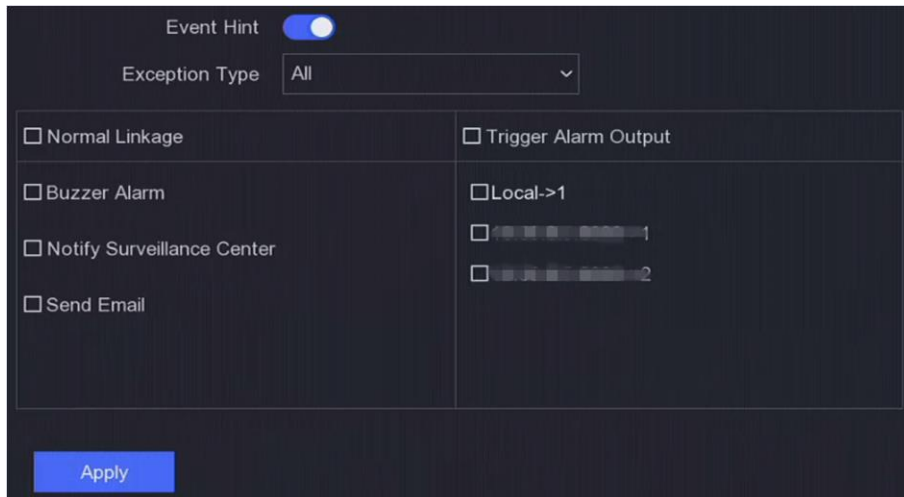 Event Hint
Exception Type All
Normal Linkage
Trigger Alarm Output
Buzzer Alarm
Local->1
Notify Surveillance Center
1
Send Email
2
Apply